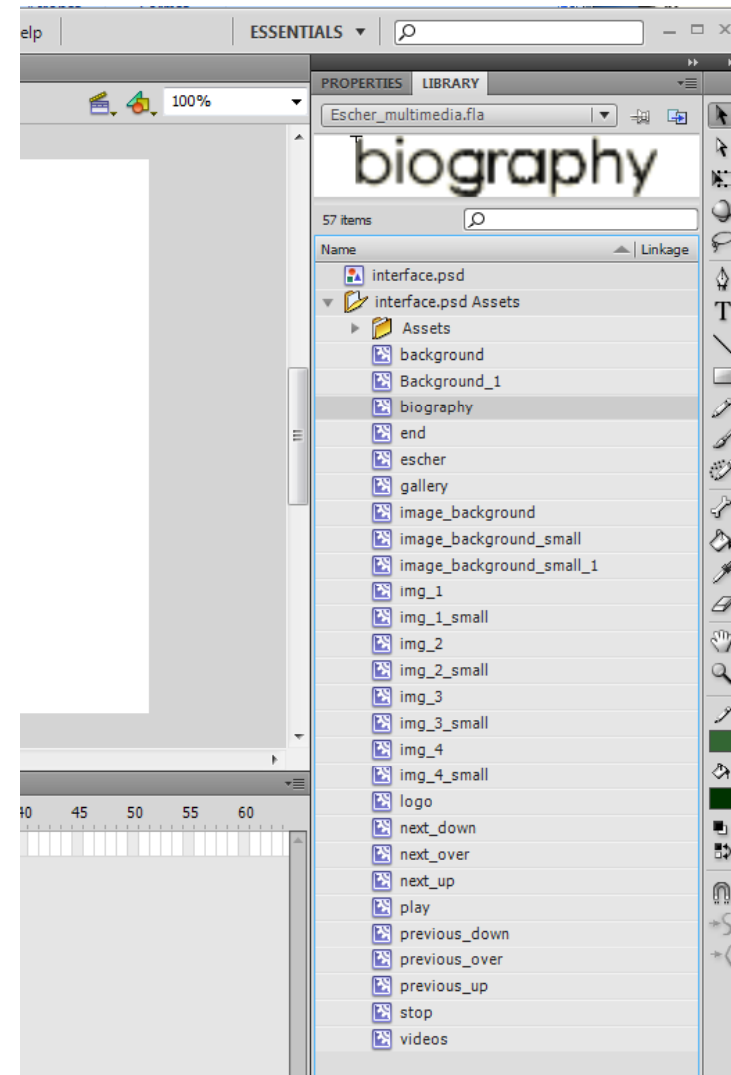 elp ESSENTIALS
100%
PROPERTIES LIBRARY
Escher_multimedia.fla
biography
57 items
Name Linkage
interface.psd
interface.psd Assets
Assets
background
Background_1
biography
end
escher
gallery
image_background
image_background_small
image_background_small_1
img_1
img_1_small
img_2
img_2_small
img_3
img_3_small
img_4
img_4_small
logo
next_down
next_over
next_up
play
previous_down
previous_over
previous_up
stop
videos
T
40 45 50 55 60